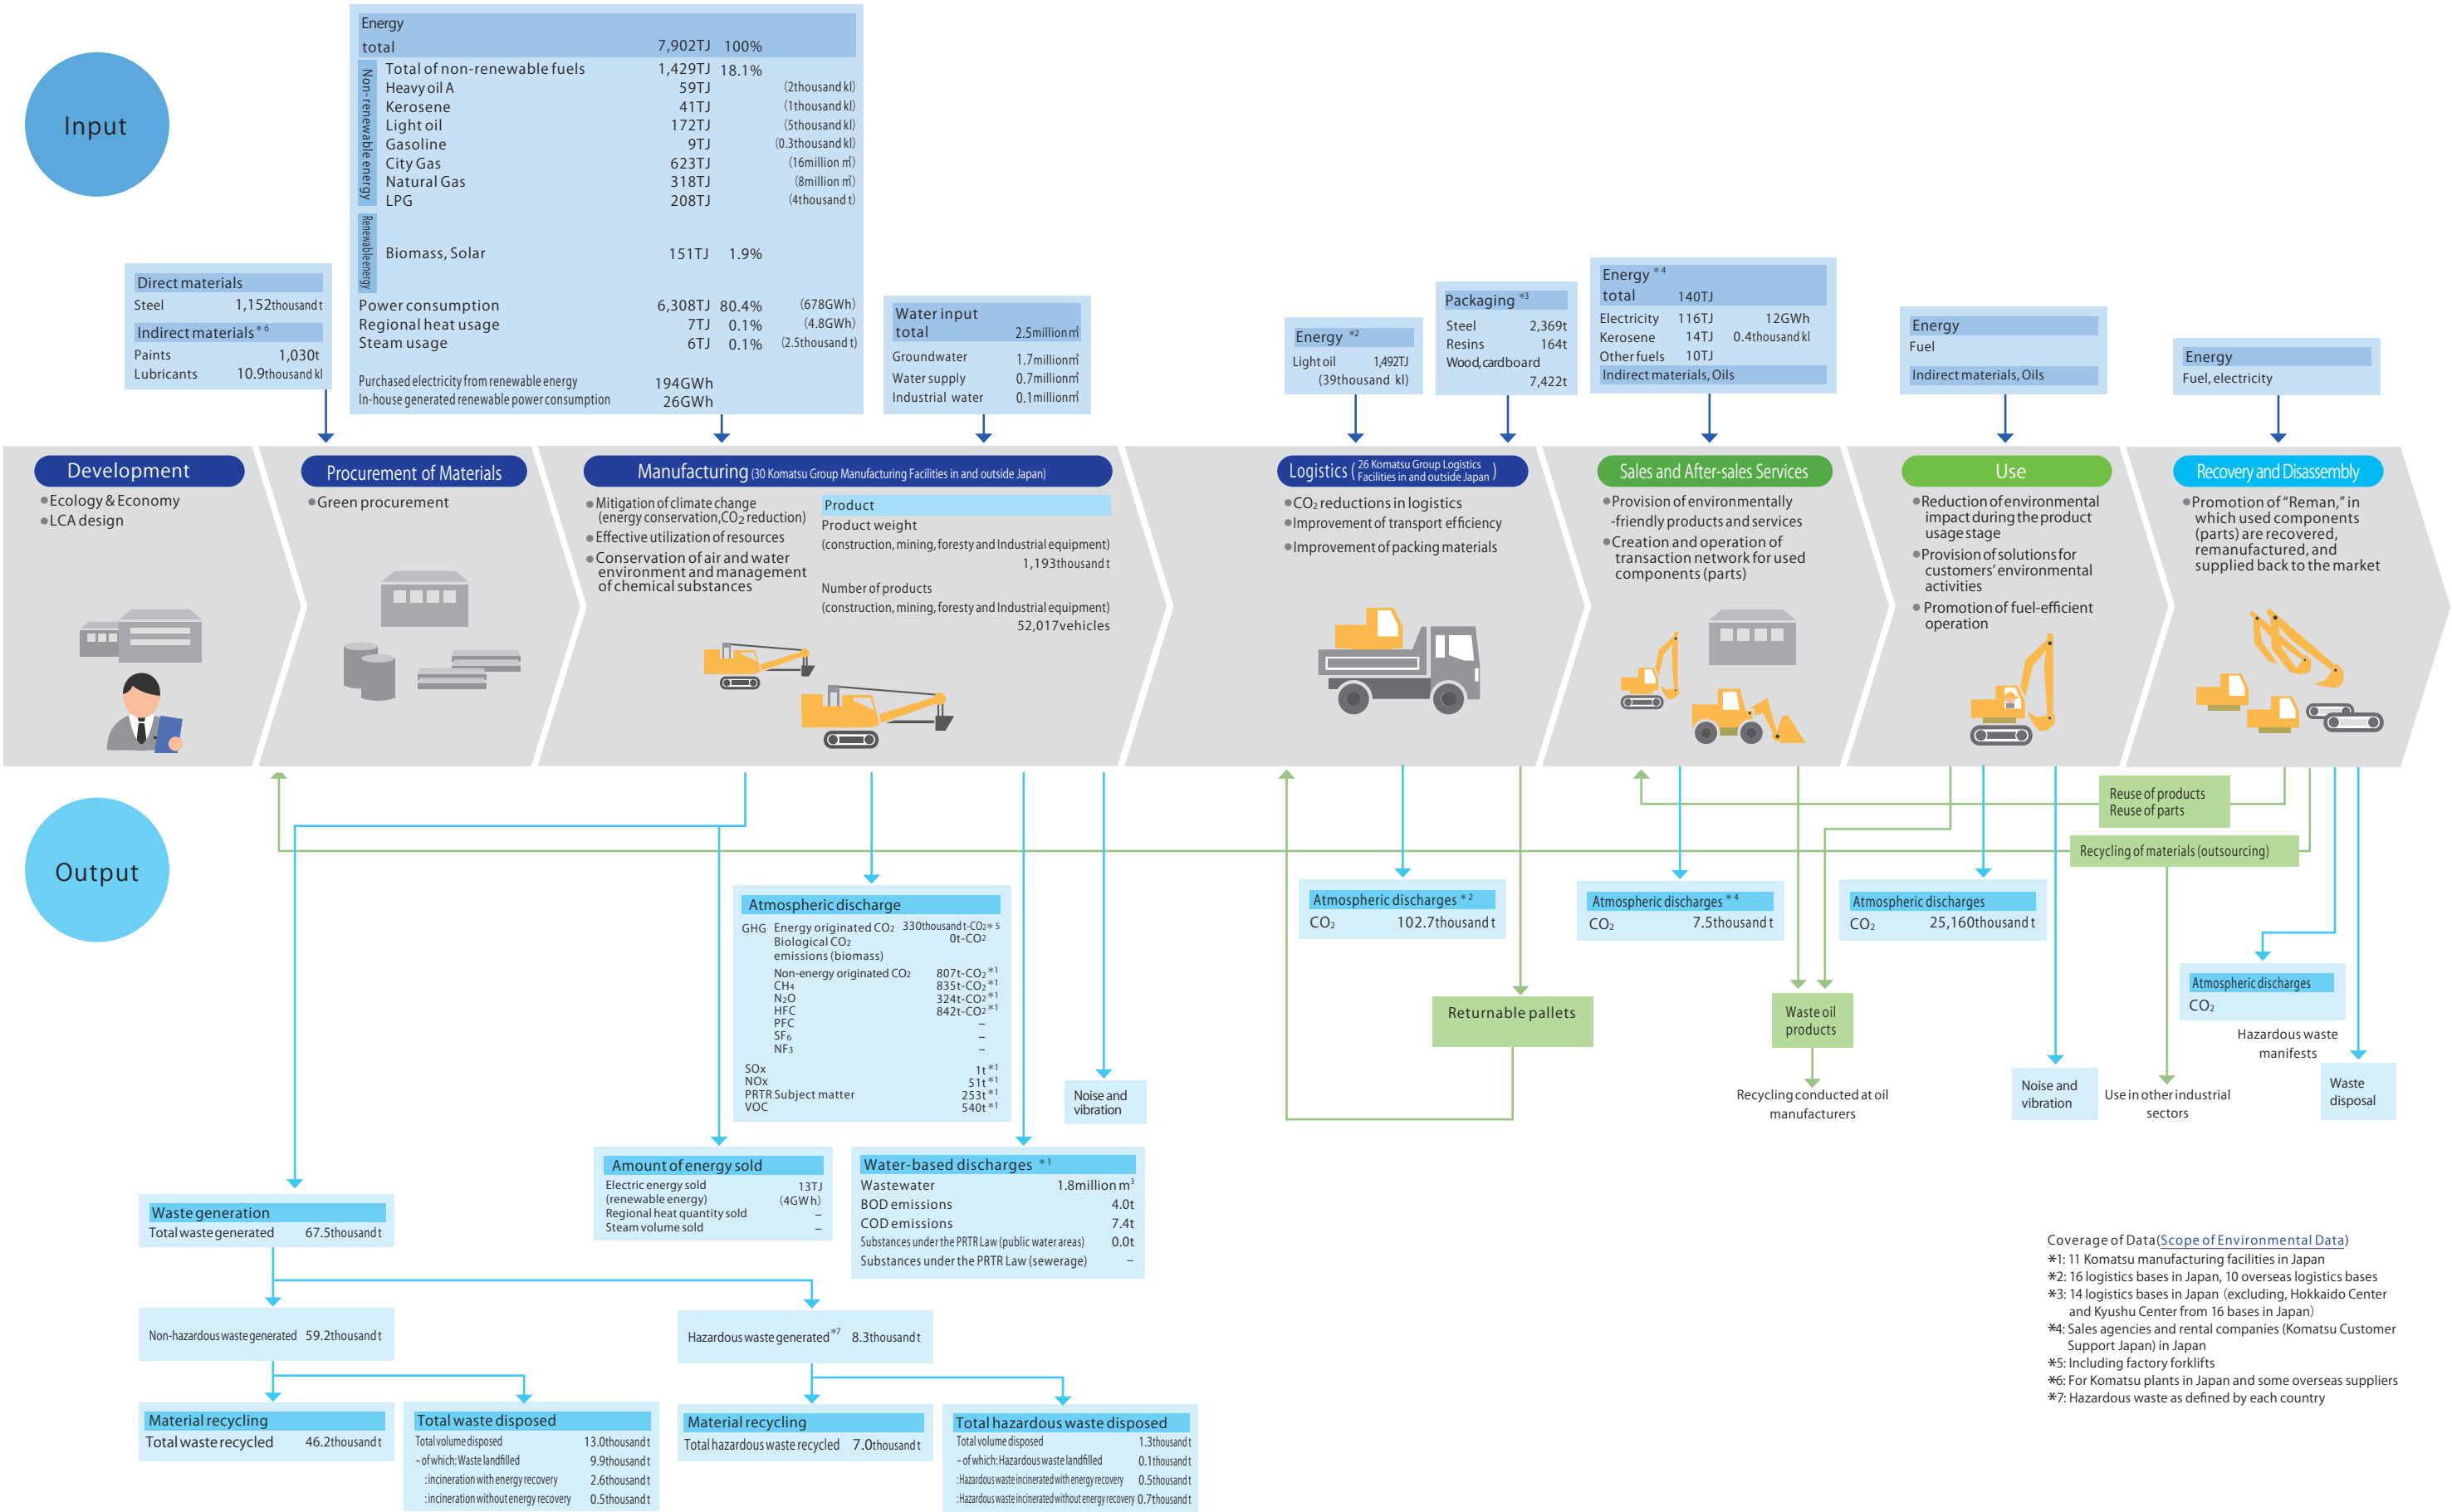 Input
Energy
total 7,902TJ 100%
Non-renewable energy
Total of non-renewable fuels 1,429TJ 18.1%
Heavy oil A 59TJ (2thousand kl)
Kerosene 41TJ (1thousand kl)
Light oil 172TJ (5thousand kl)
Gasoline 9TJ (0.3thousand kl)
City Gas 623TJ (16million ㎥)
Natural Gas 318TJ (8million ㎥)
LPG 208TJ (4thousand t)
Renewable energy
Biomass, Solar 151TJ 1.9%
Power consumption 6,308TJ 80.4% (678GWh)
Regional heat usage 7TJ 0.1% (4.8GWh)
Steam usage 6TJ 0.1% (2.5thousand t)
Purchased electricity from renewable energy 194GWh
In-house generated renewable power consumption 26GWh
Direct materials
Steel 1,152thousand t
Indirect materials *6
Paints 1,030t
Lubricants 10.9thousand kl
Water input
total 2.5million㎥
Groundwater 1.7million㎥
Water supply 0.7million㎥
Industrial water 0.1million㎥
Energy *2
Light oil 1,492TJ
(39thousand kl)
Packaging *3
Steel 2,369t
Resins 164t
Wood,cardboard
7,422t
Energy *4
total 140TJ
Electricity 116TJ 12GWh
Kerosene 14TJ 0.4thousand kl
Other fuels 10TJ
Indirect materials, Oils
Energy
Fuel
Indirect materials, Oils
Energy
Fuel, electricity
Development
●Ecology & Economy
●LCA design
Procurement of Materials
●Green procurement
Manufacturing (30 Komatsu Group Manufacturing Facilities in and outside Japan)
●Mitigation of climate change
(energy conservation,CO2 reduction)
●Effective utilization of resources
●Conservation of air and water
environment and management
of chemical substances
Product
Product weight
(construction, mining, foresty and Industrial equipment)
1,193thousand t
Number of products
(construction, mining, foresty and Industrial equipment)
52,017vehicles
Logistics ( 26 Komatsu Group Logistics
Facilities in and outside Japan )
●CO2 reductions in logistics
●Improvement of transport efficiency
●Improvement of packing materials
Sales and After-sales Services
●Provision of environmentally
-friendly products and services
●Creation and operation of
transaction network for used
components (parts)
Use
●Reduction of environmental
impact during the product
usage stage
●Provision of solutions for
customers’ environmental
activities
●Promotion of fuel-efficient
operation
Recovery and Disassembly
●Promotion of “Reman,” in
which used components
(parts) are recovered,
remanufactured, and
supplied back to the market
Output
Reuse of products
Reuse of parts
Recycling of materials (outsourcing)
Atmospheric discharge
GHG Energy originated CO2 330thousand t-CO2*5
Biological CO2 0t-CO2
emissions (biomass)
Non-energy originated CO2 807t-CO2*1
CH4 835t-CO2*1
N2O 324t-CO2*1
HFC 842t-CO2*1
PFC –
SF6 –
NF3 –
SOx 1t*1
NOx 51t*1
PRTR Subject matter 253t*1
VOC 540t*1
Noise and
vibration
Atmospheric discharges *2
CO2 102.7thousand t
Atmospheric discharges *4
CO2 7.5thousand t
Atmospheric discharges
CO2 25,160thousand t
Atmospheric discharges
CO2
Returnable pallets
Waste oil
products
Recycling conducted at oil
manufacturers
Noise and
vibration
Use in other industrial
sectors
Hazardous waste
manifests
Waste
disposal
Amount of energy sold
Electric energy sold 13TJ
(renewable energy) (4GWh)
Regional heat quantity sold –
Steam volume sold –
Water-based discharges *1
Wastewater 1.8million m3
BOD emissions 4.0t
COD emissions 7.4t
Substances under the PRTR Law (public water areas) 0.0t
Substances under the PRTR Law (sewerage) –
Waste generation
Total waste generated 67.5thousand t
Non-hazardous waste generated 59.2thousand t
Hazardous waste generated*7 8.3thousand t
Material recycling
Total waste recycled 46.2thousand t
Total waste disposed
Total volume disposed 13.0thousand t
– of which: Waste landfilled 9.9thousand t
: incineration with energy recovery 2.6thousand t
: incineration without energy recovery 0.5thousand t
Material recycling
Total hazardous waste recycled 7.0thousand t
Total hazardous waste disposed
Total volume disposed 1.3thousand t
– of which: Hazardous waste landfilled 0.1thousand t
: Hazardous waste incinerated with energy recovery 0.5thousand t
: Hazardous waste incinerated without energy recovery 0.7thousand t
Coverage of Data(Scope of Environmental Data)
*1: 11 Komatsu manufacturing facilities in Japan
*2: 16 logistics bases in Japan, 10 overseas logistics bases
*3: 14 logistics bases in Japan (excluding, Hokkaido Center
and Kyushu Center from 16 bases in Japan)
*4: Sales agencies and rental companies (Komatsu Customer
Support Japan) in Japan
*5: Including factory forklifts
*6: For Komatsu plants in Japan and some overseas suppliers
*7: Hazardous waste as defined by each country